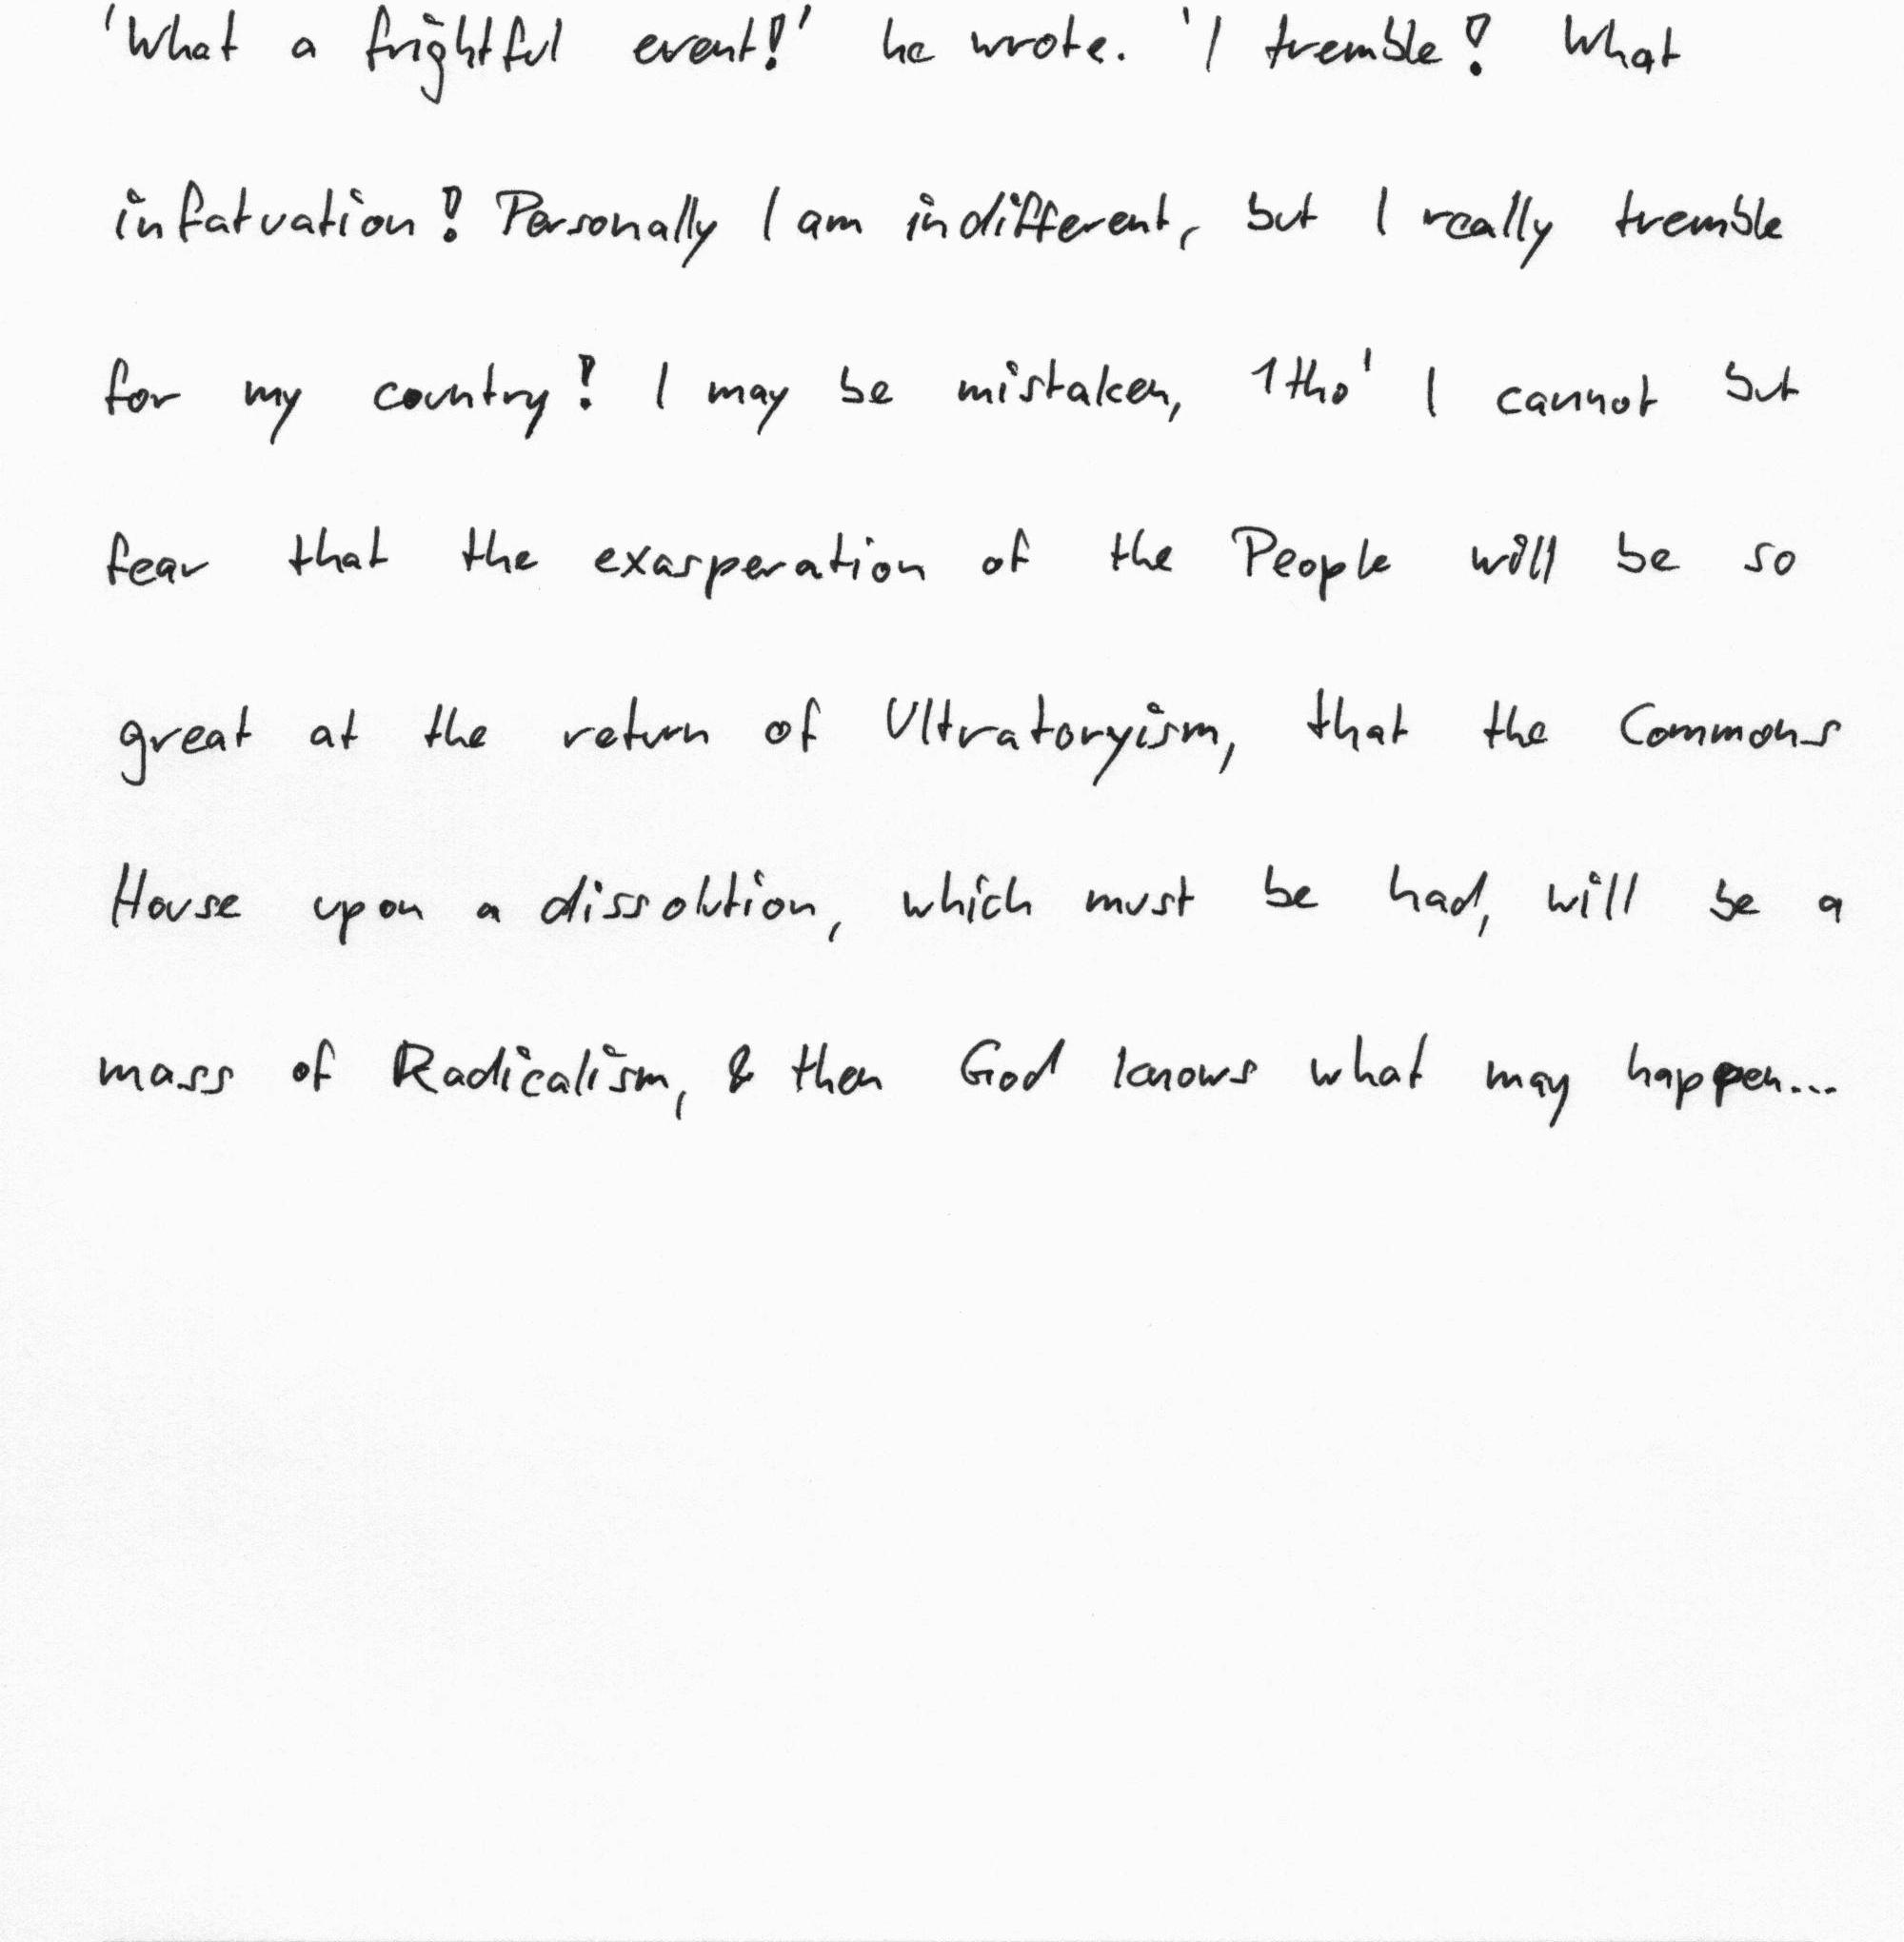 'What a frightful event!' he wrote. 'I tremble! What
infatuation! Personally I am indifferent, but I really tremble
for my country! I may be mistaken, 1tho' I cannot but
fear that the exasperation of the People will be so
great at the return of Ultratoryism, that the Commons
House upon a dissolution, which must be had, will be a
mass of Radicalism, & then God knows what may happen...